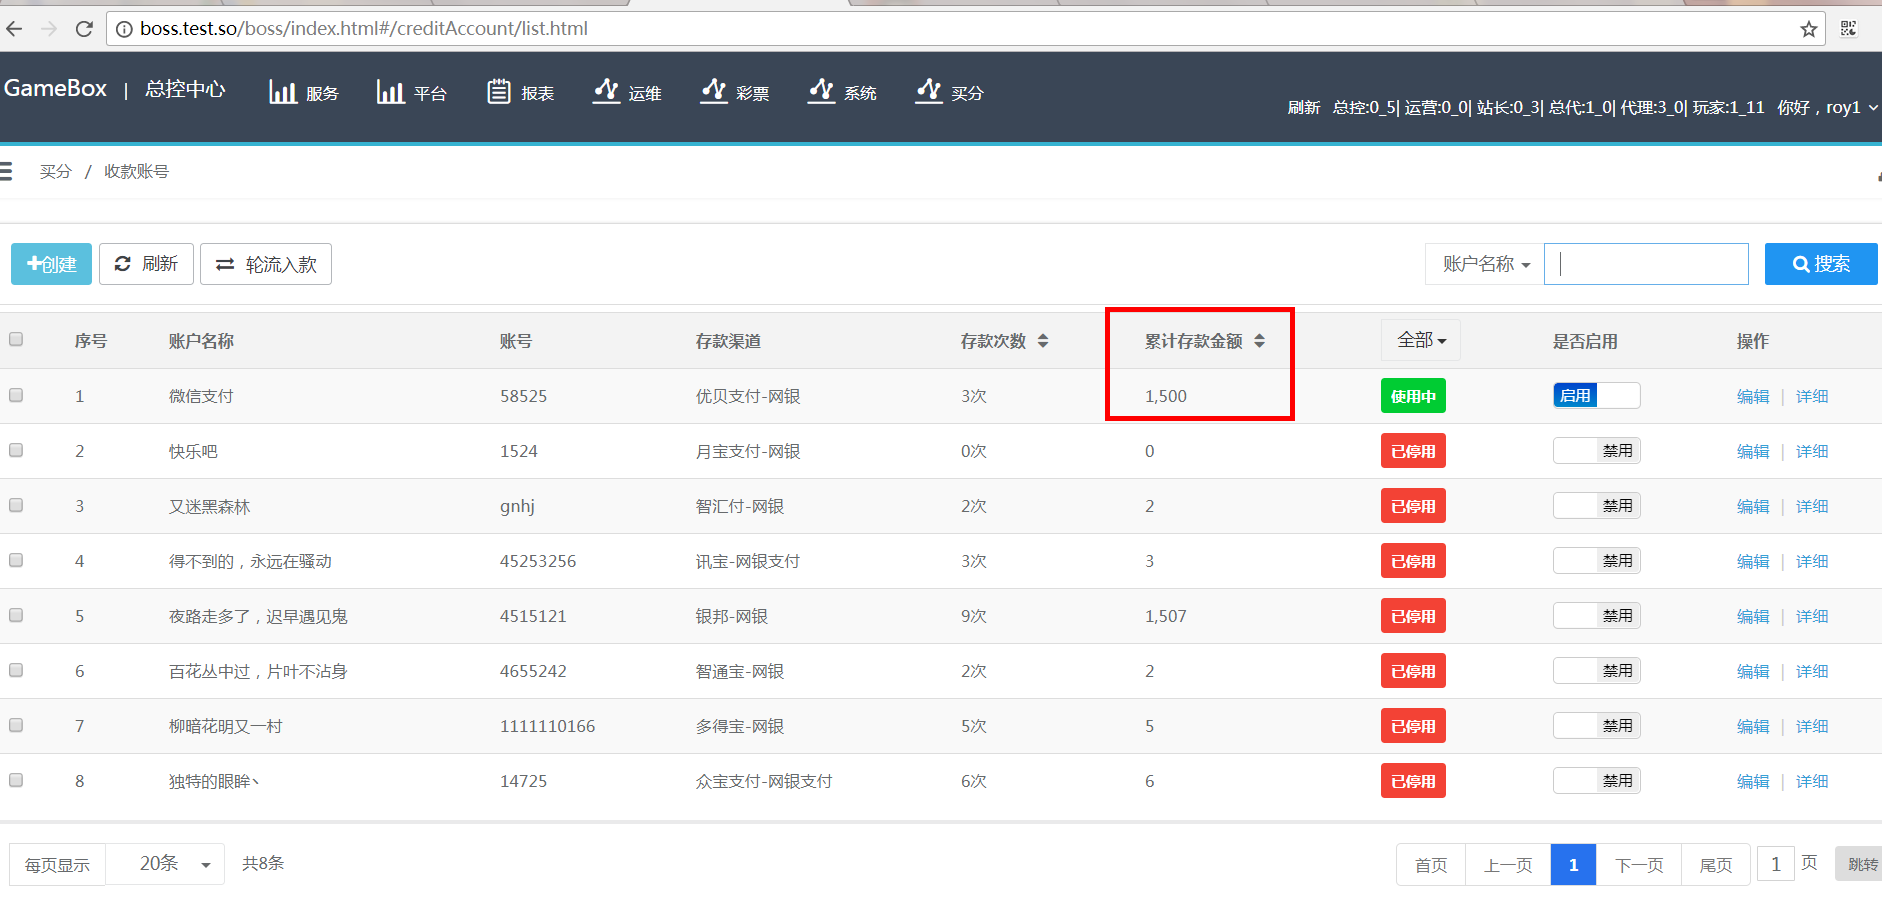 boss.test.so/boss/index.html#/creditAccount/list.html
GameBox | 总控中心 服务 平台 报表 运维 彩票 系统 买分
刷新 总控:0_5| 运营:0_0| 站长:0_3| 总代:1_0| 代理:3_0| 玩家:1_11 你好，roy1
买分 / 收款账号
创建 刷新 轮流入款 账户名称 搜索
序号 账户名称 账号 存款渠道 存款次数 累计存款金额 全部 是否启用 操作
1 微信支付 58525 优贝支付-网银 3次 1,500 使用中 启用 编辑 | 详细
2 快乐吧 1524 月宝支付-网银 0次 0 已停用 禁用 编辑 | 详细
3 又迷黑森林 gnhj 智汇付-网银 2次 2 已停用 禁用 编辑 | 详细
4 得不到的，永远在骚动 45253256 讯宝-网银支付 3次 3 已停用 禁用 编辑 | 详细
5 夜路走多了，迟早遇见鬼 4515121 银邦-网银 9次 1,507 已停用 禁用 编辑 | 详细
6 百花丛中过，片叶不沾身 4655242 智通宝-网银 2次 2 已停用 禁用 编辑 | 详细
7 柳暗花明又一村 1111110166 多得宝-网银 5次 5 已停用 禁用 编辑 | 详细
8 独特的眼眸丶 14725 众宝支付-网银支付 6次 6 已停用 禁用 编辑 | 详细
每页显示 20条 共8条 首页 上一页 1 下一页 尾页 1 页 跳转